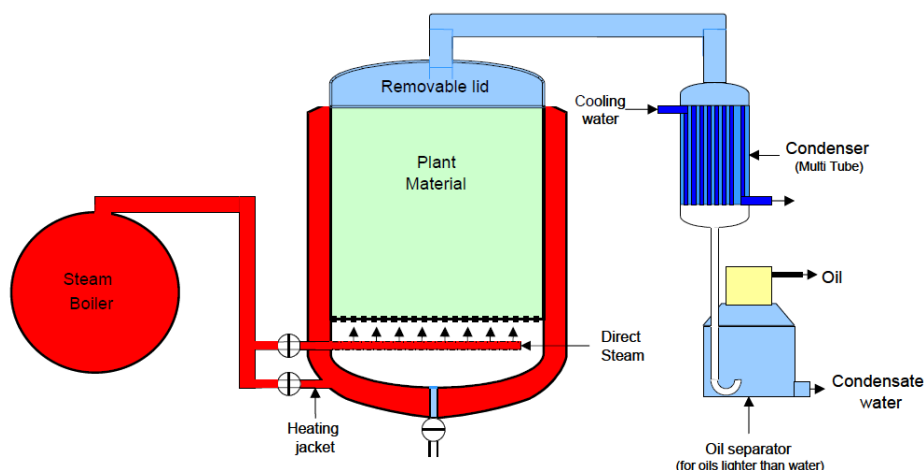 Removable lid
Cooling
water
Condenser
(Multi Tube)
Plant
Material
Steam
Boiler
Oil
Direct
Steam
Condensate
water
Heating
jacket
Oil separator
(for oils lighter than water)